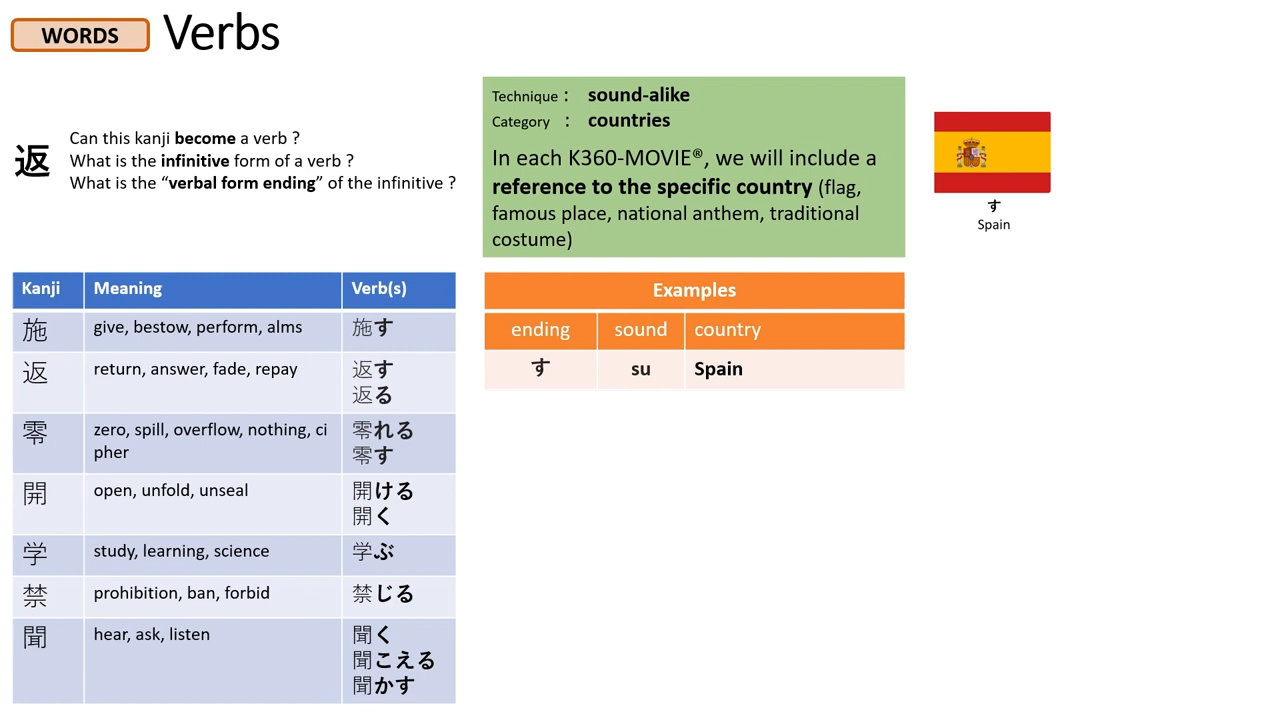 WORDS Verbs
返
Can this kanji become a verb ?
What is the infinitive form of a verb ?
What is the “verbal form ending” of the infinitive ?
Technique : sound-alike
Category : countries
In each K360-MOVIE®, we will include a
reference to the specific country (flag,
famous place, national anthem, traditional
costume)
す
Spain
Kanji Meaning Verb(s)
施 give, bestow, perform, alms 施す
返 return, answer, fade, repay 返す
返る
零 zero, spill, overflow, nothing, ci 零れる
pher 零す
開 open, unfold, unseal 開ける
開く
学 study, learning, science 学ぶ
禁 prohibition, ban, forbid 禁じる
聞 hear, ask, listen 聞く
聞こえる
聞かす
Examples
ending sound country
す su Spain